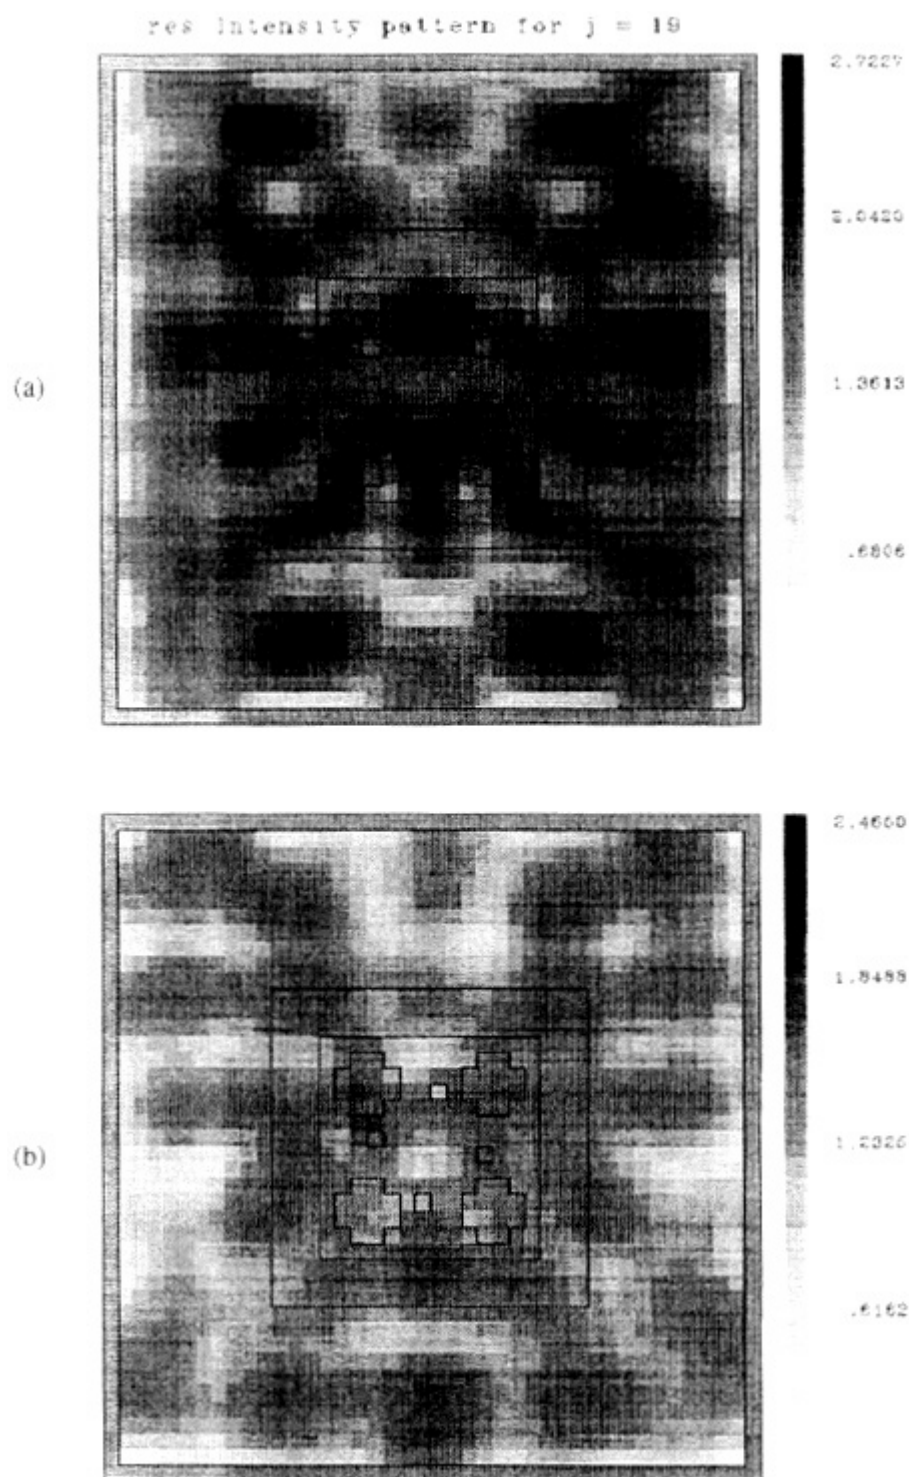 res intensity pattern for j = 19
2.7227
2.0420
(a)
1.3613
.6806
2.4650
1.8488
(b)
1.2325
.6162